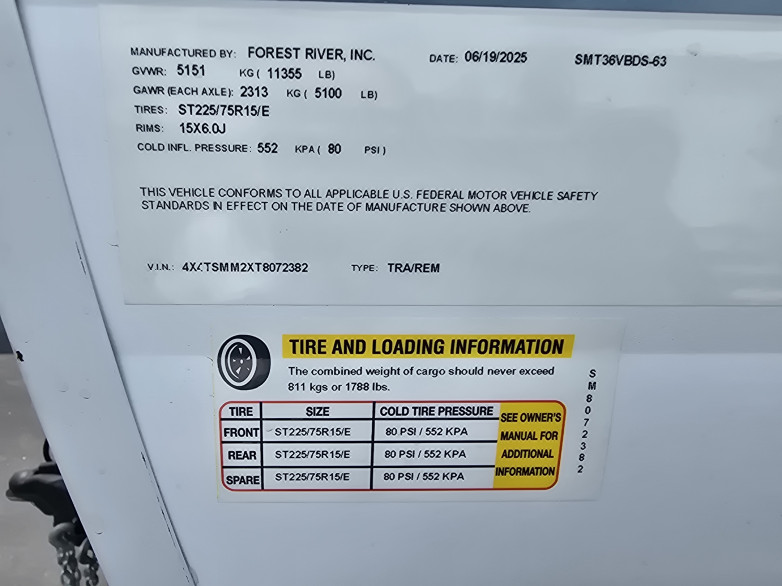 MANUFACTURED BY: FOREST RIVER, INC. DATE: 06/19/2025 SMT36VBDS-63
GVWR: 5151 KG ( 11355 LB)
GAWR (EACH AXLE): 2313 KG ( 5100 LB)
TIRES: ST225/75R15/E
RIMS: 15X6.0J
COLD INFL. PRESSURE: 552 KPA ( 80 PSI )
THIS VEHICLE CONFORMS TO ALL APPLICABLE U.S. FEDERAL MOTOR VEHICLE SAFETY
STANDARDS IN EFFECT ON THE DATE OF MANUFACTURE SHOWN ABOVE.
V.I.N.: 4X4TSMM2XT8072382 TYPE: TRA/REM
TIRE AND LOADING INFORMATION
The combined weight of cargo should never exceed
811 kgs or 1788 lbs.
TIRE SIZE COLD TIRE PRESSURE
FRONT ST225/75R15/E 80 PSI / 552 KPA
REAR ST225/75R15/E 80 PSI / 552 KPA
SPARE ST225/75R15/E 80 PSI / 552 KPA
SEE OWNER'S
MANUAL FOR
ADDITIONAL
INFORMATION
SM8072382